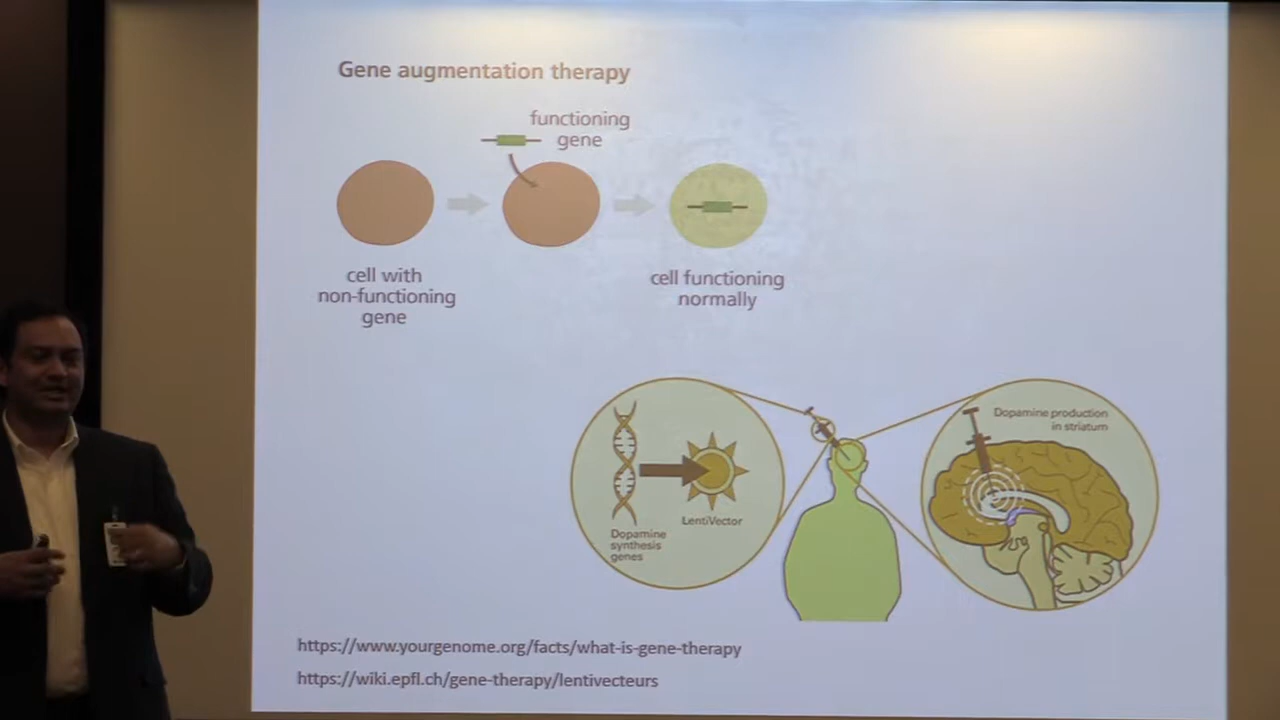 Gene augmentation therapy
functioning
gene
cell with
non-functioning
gene
cell functioning
normally
Dopamine
synthesis
genes
LentiVector
Dopamine production
in striatum
https://www.yourgenome.org/facts/what-is-gene-therapy
https://wiki.epfl.ch/gene-therapy/lentivecteurs